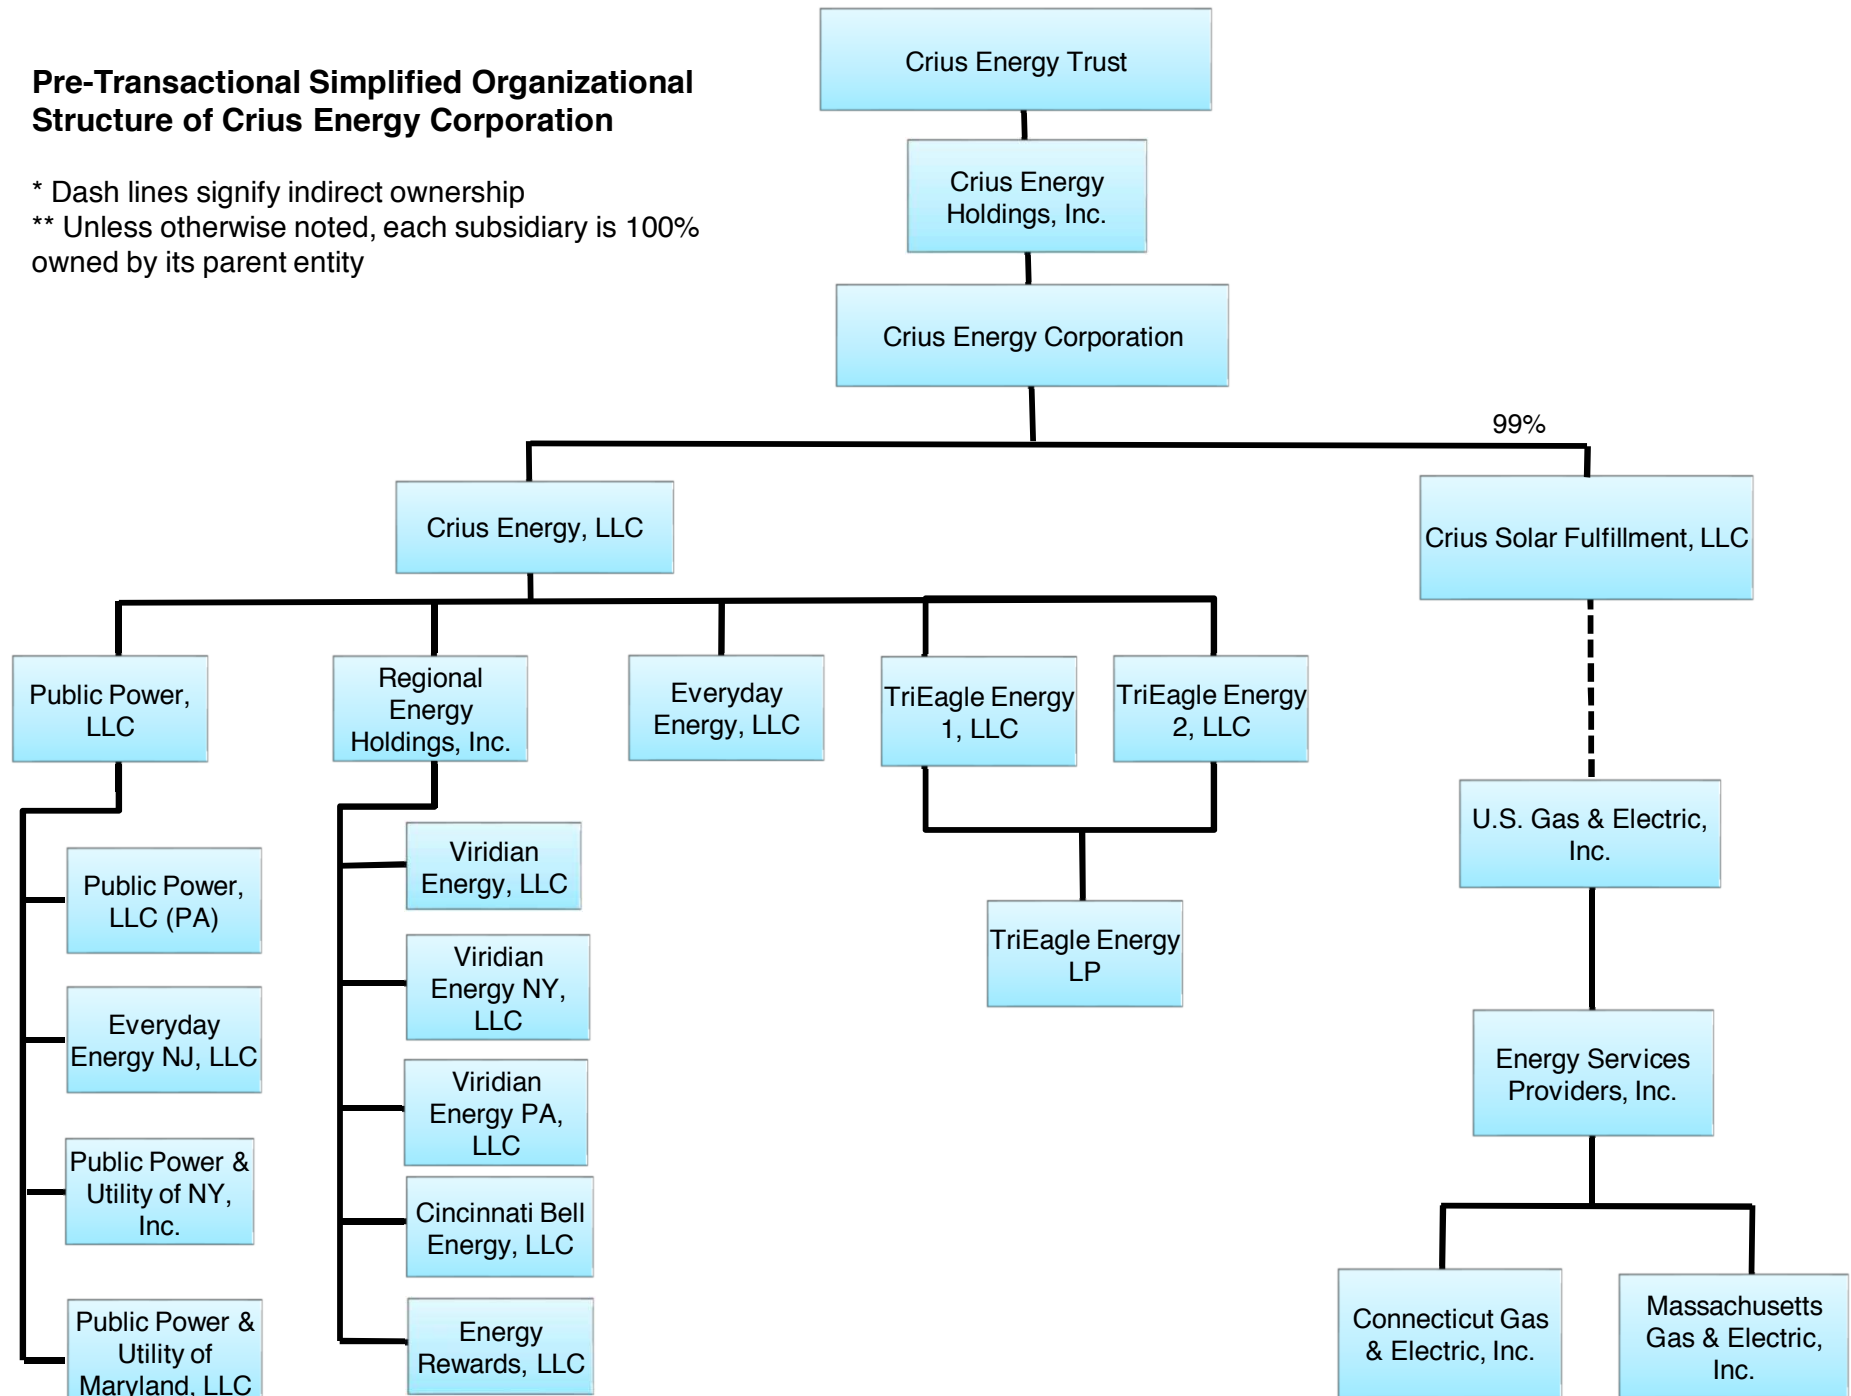 Pre-Transactional Simplified Organizational
Structure of Crius Energy Corporation
* Dash lines signify indirect ownership
** Unless otherwise noted, each subsidiary is 100%
owned by its parent entity
Crius Energy Trust
Crius Energy
Holdings, Inc.
Crius Energy Corporation
99%
Crius Energy, LLC
Crius Solar Fulfillment, LLC
Public Power,
LLC
Regional
Energy
Holdings, Inc.
Everyday
Energy, LLC
TriEagle Energy
1, LLC
TriEagle Energy
2, LLC
Public Power,
LLC (PA)
Everyday
Energy NJ, LLC
Public Power &
Utility of NY,
Inc.
Public Power &
Utility of
Maryland, LLC
Viridian
Energy, LLC
Viridian
Energy NY,
LLC
Viridian
Energy PA,
LLC
Cincinnati Bell
Energy, LLC
Energy
Rewards, LLC
TriEagle Energy
LP
U.S. Gas & Electric,
Inc.
Energy Services
Providers, Inc.
Connecticut Gas
& Electric, Inc.
Massachusetts
Gas & Electric,
Inc.